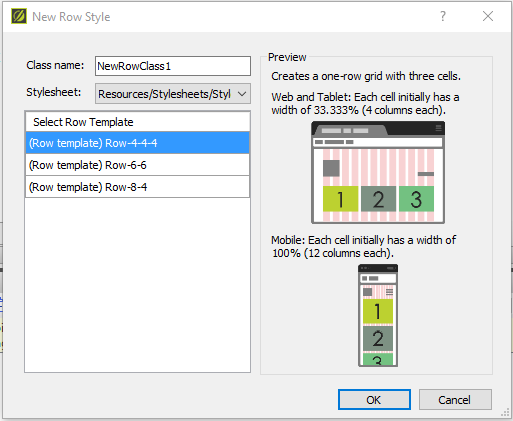 New Row Style
?
Class name:
NewRowClass1
Stylesheet:
Resources/Stylesheets/Styl
Select Row Template
(Row template) Row-4-4-4
(Row template) Row-6-6
(Row template) Row-8-4
Preview
Creates a one-row grid with three cells.
Web and Tablet: Each cell initially has a
width of 33.333% (4 columns each).
1 2 3
Mobile: Each cell initially has a width of
100% (12 columns each).
1
2
3
OK
Cancel